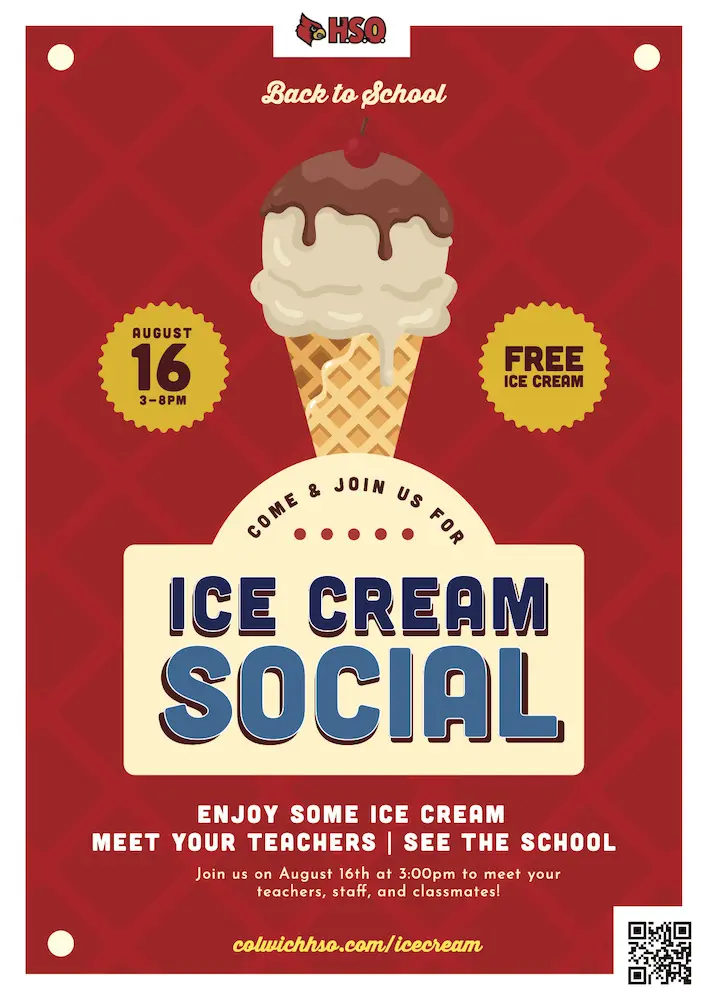 H.S.O.
Back to School
AUGUST
16
3-8PM
FREE
ICE CREAM
COME & JOIN US FOR
ICE CREAM
SOCIAL
ENJOY SOME ICE CREAM
MEET YOUR TEACHERS | SEE THE SCHOOL
Join us on August 16th at 3:00pm to meet your
teachers, staff, and classmates!
colwichhso.com/icecream